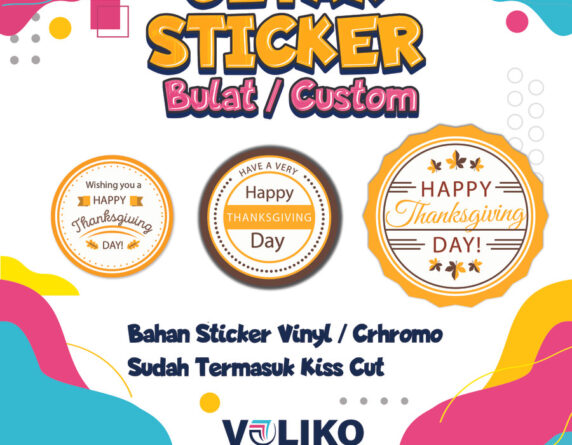 STICKER
Bulat / Custom
Wishing you a
HAPPY
Thanksgiving
DAY!
HAVE A VERY
Happy
THANKSGIVING
Day
HAPPY
Thanksgiving
DAY!
Bahan Sticker Vinyl / Crhromo
Sudah Termasuk Kiss Cut
VOLIKO